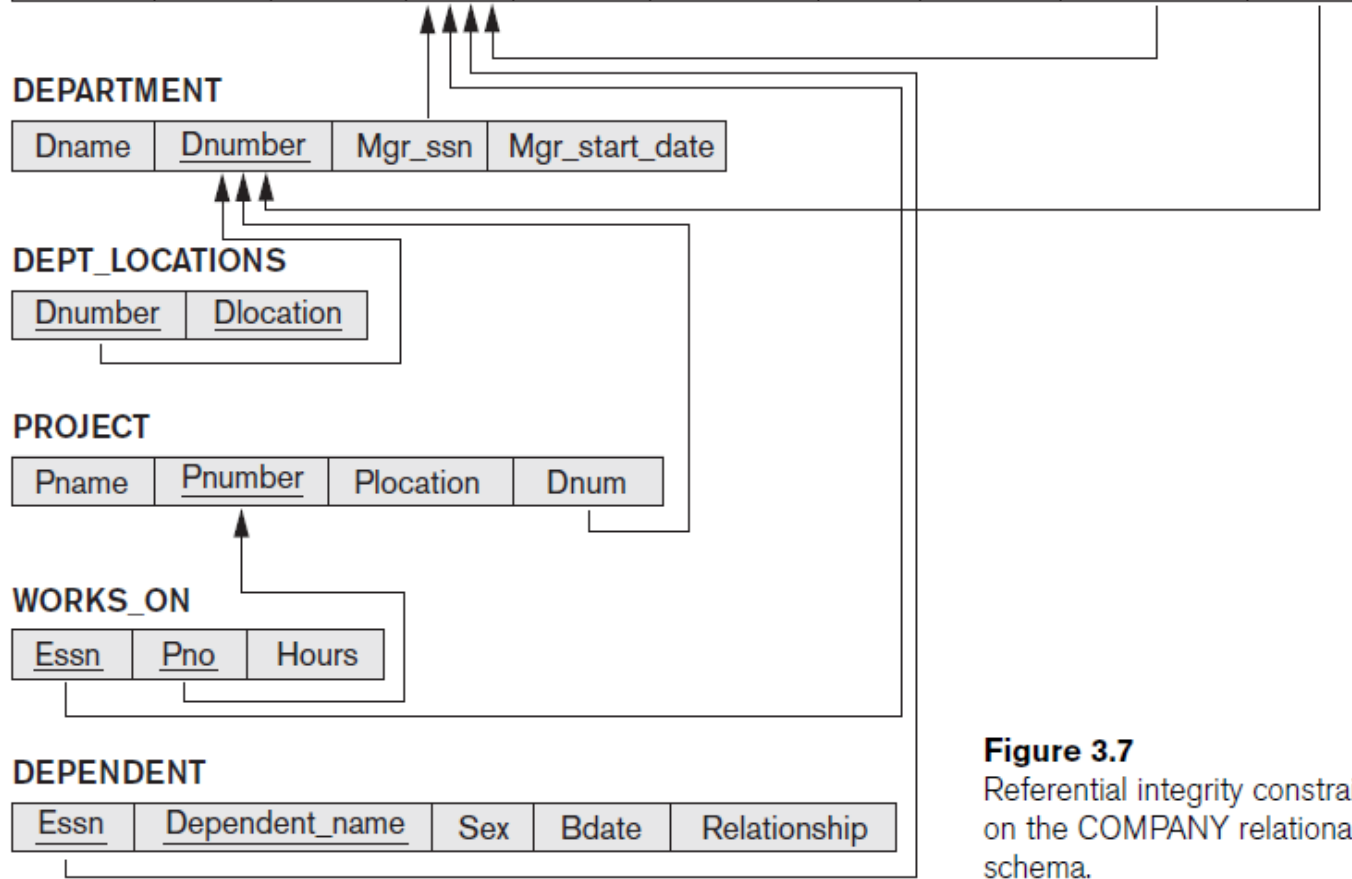 DEPARTMENT
Dname Dnumber Mgr_ssn Mgr_start_date
DEPT_LOCATIONS
Dnumber Dlocation
PROJECT
Pname Pnumber Plocation Dnum
WORKS_ON
Essn Pno Hours
DEPENDENT
Essn Dependent_name Sex Bdate Relationship
Figure 3.7
Referential integrity constrai
on the COMPANY relationa
schema.